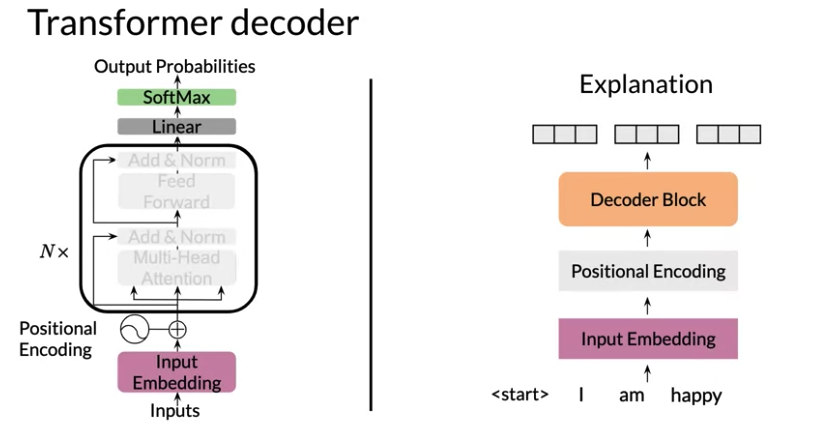 Transformer decoder
Output Probabilities
SoftMax
Linear
Add & Norm
Feed
Forward
Add & Norm
Multi-Head
Attention
N×
Positional
Encoding
Input
Embedding
Inputs
Explanation
Decoder Block
Positional Encoding
Input Embedding
<start> I am happy